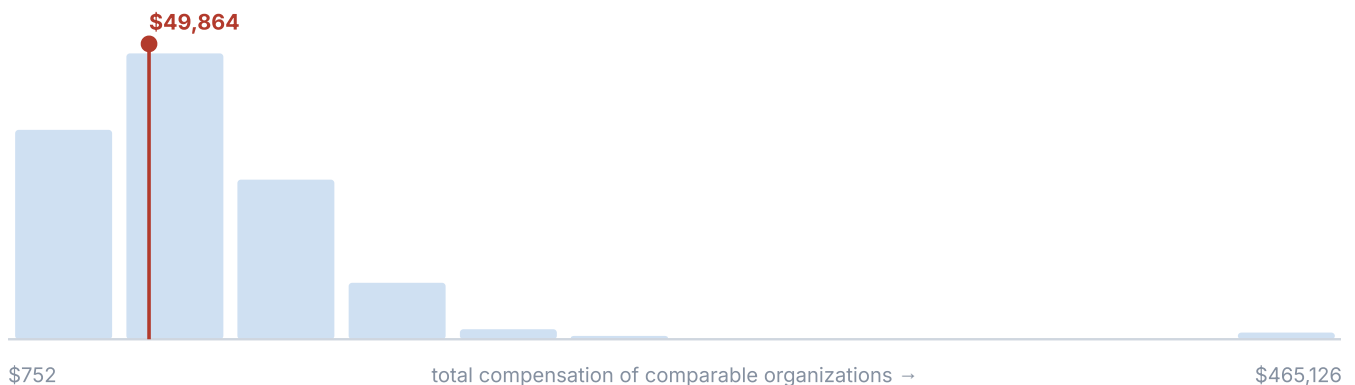 $49,864
$752
total compensation of comparable organizations →
$465,126